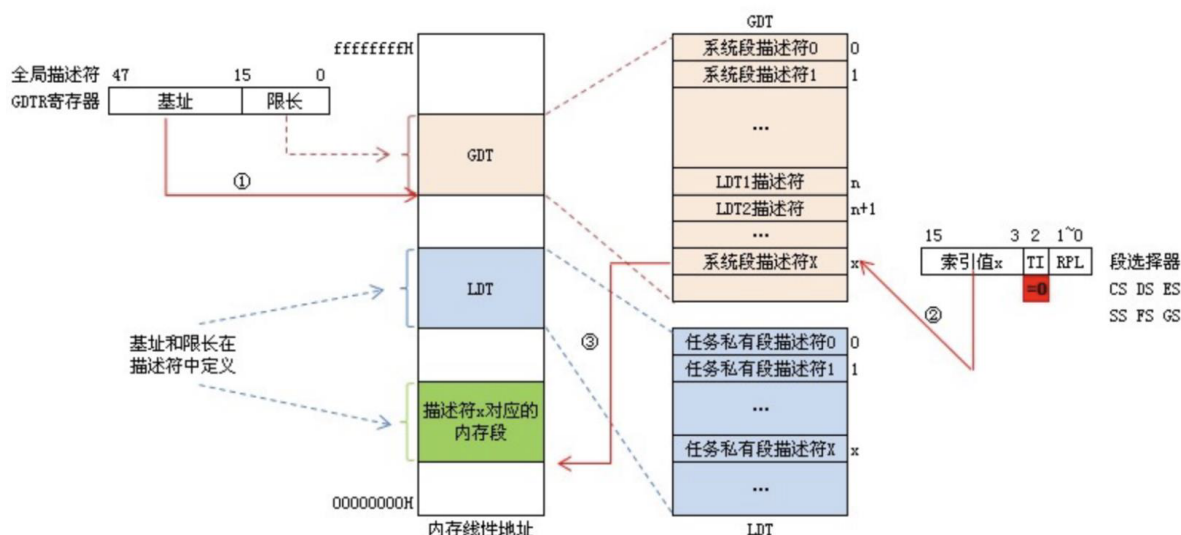 GDT
ffffffffH
系统段描述符0 0
系统段描述符1 1
全局描述符 47 15 0
GDTR寄存器 基址 限长
...
GDT
①
LDT1描述符 n
LDT2描述符 n+1
...
15 3 2 1~0
系统段描述符X x
索引值x TI RPL 段选择器
=0 CS DS ES
SS FS GS
LDT
②
③
基址和限长在
描述符中定义
任务私有段描述符0 0
任务私有段描述符1 1
...
描述符x对应的
内存段
任务私有段描述符X x
...
00000000H
内存线性地址
LDT